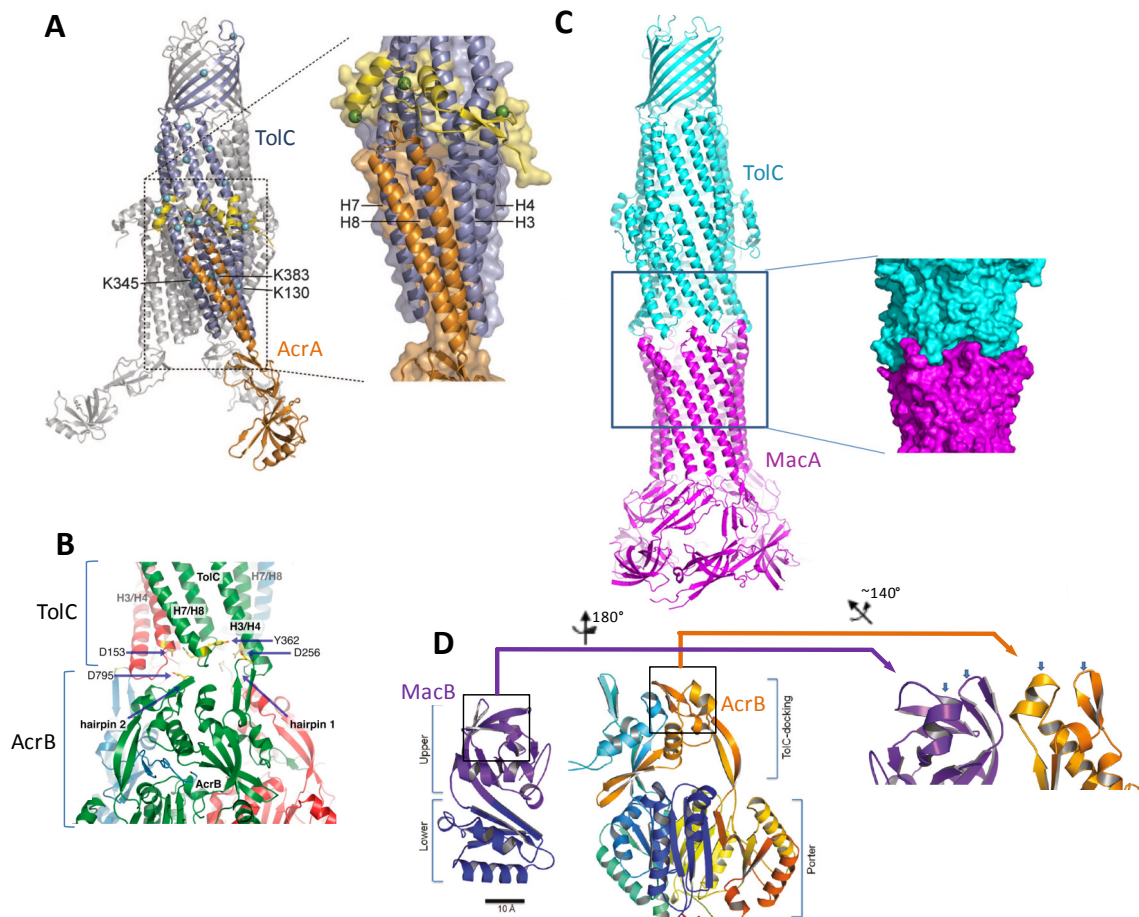 A
TolC
K383
K345
K130
AcrA
H7
H4
H8
H3
C
TolC
MacA
B
TolC
H7/H8
TolC
H3/H4
H7/H8
H3/H4
Y362
D153
D256
D795
hairpin 2
hairpin 1
AcrB
AcrB
180°
~140°
D
MacB
AcrB
Upper
TolC-docking
Lower
Porter
10 Å